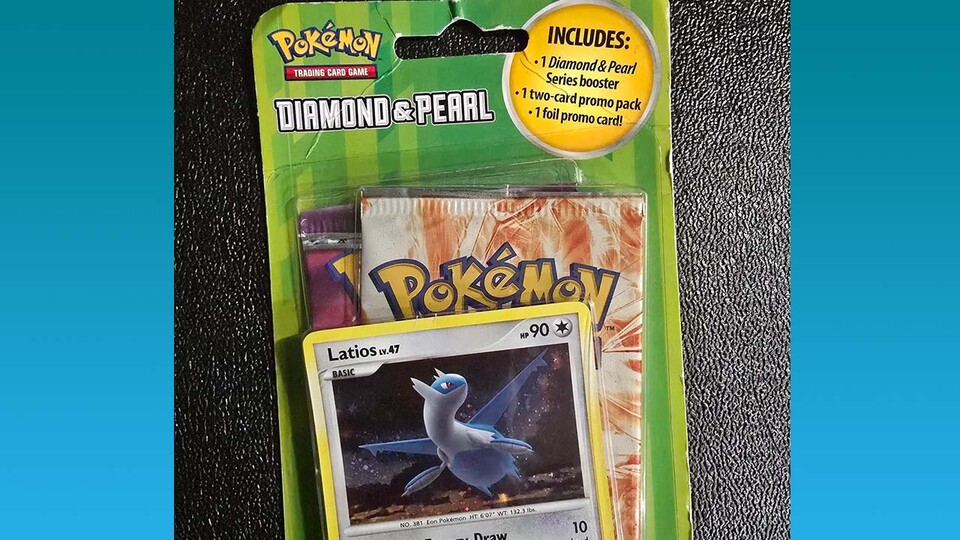 POKÉMON
TRADING CARD GAME
DIAMOND & PEARL
INCLUDES:
• 1 Diamond & Pearl
Series booster
• 1 two-card promo pack
• 1 foil promo card!
POKÉMON
TM
Latios LV.47
HP 90
BASIC
NO. 381 Eon Pokémon HT: 6'07" WT: 132.3 lbs.
Draw
10